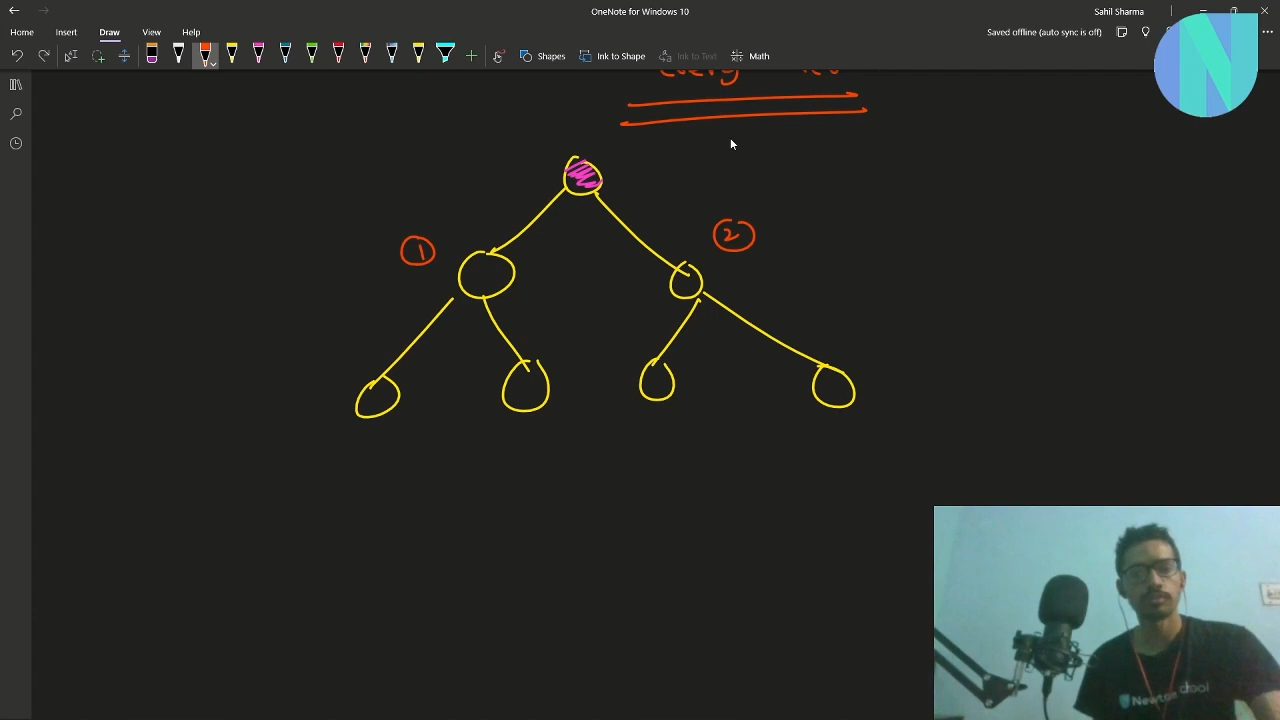 OneNote for Windows 10
Sahil Sharma
Home Insert Draw View Help
Saved offline (auto sync is off)
Shapes Ink to Shape Ink to Text Math
1
2